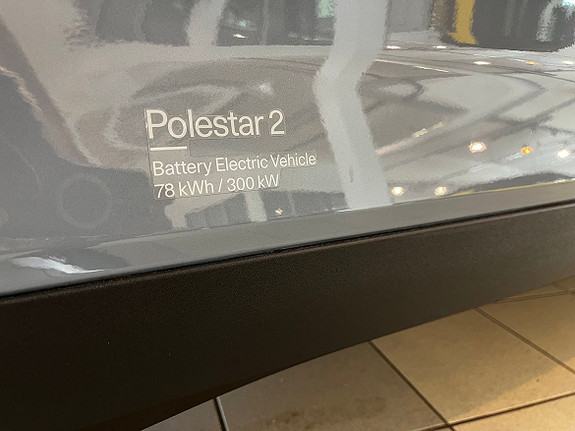 Polestar 2
Battery Electric Vehicle
78 kWh / 300 kW